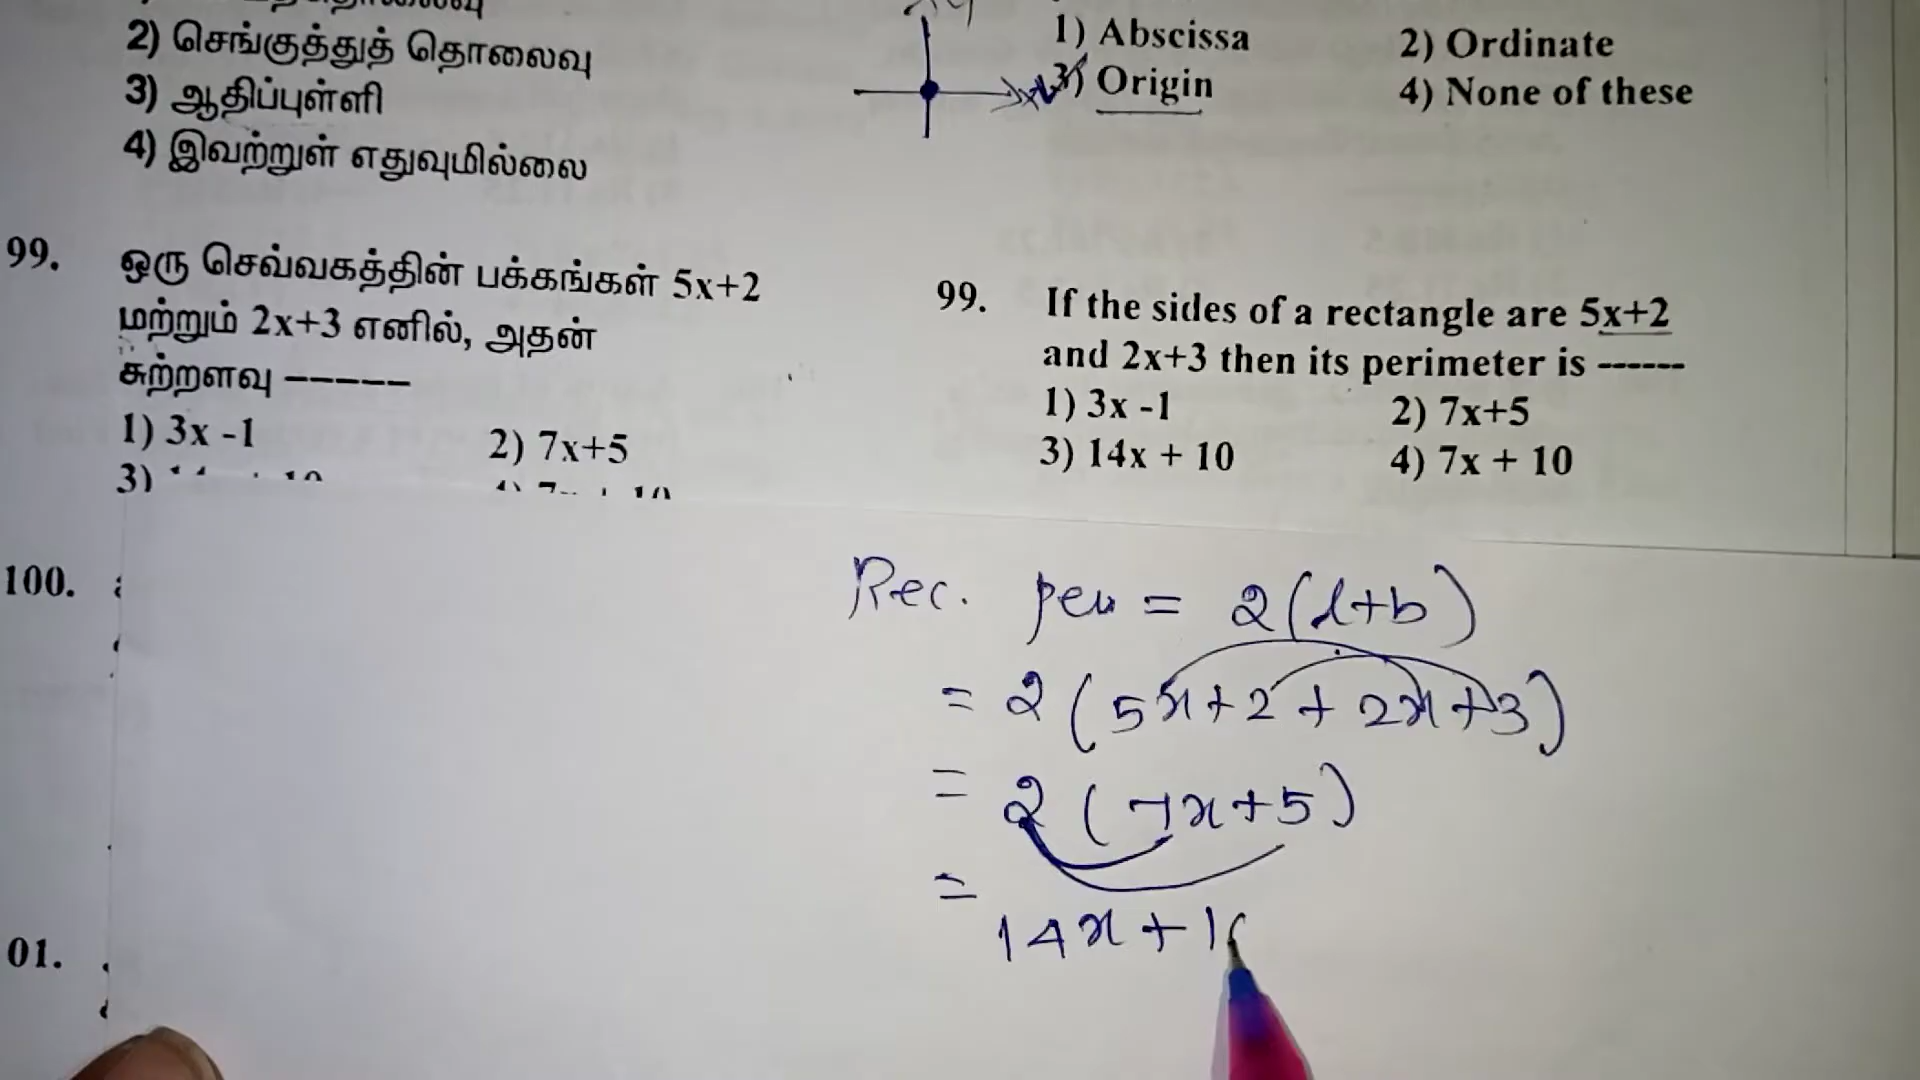 2) செங்குத்துத் தொலைவு
3) ஆதிப்புள்ளி
4) இவற்றுள் எதுவுமில்லை
1) Abscissa 2) Ordinate
3) Origin 4) None of these
99. ஒரு செவ்வகத்தின் பக்கங்கள் 5x+2
மற்றும் 2x+3 எனில், அதன்
சுற்றளவு -----
1) 3x -1 2) 7x+5
3)
99. If the sides of a rectangle are 5x+2
and 2x+3 then its perimeter is ------
1) 3x -1 2) 7x+5
3) 14x + 10 4) 7x + 10
100.
01.
Rec. = 2(l+b)
= 2(5x+2+2x+3)
= 2(7x+5)
=
14x+1